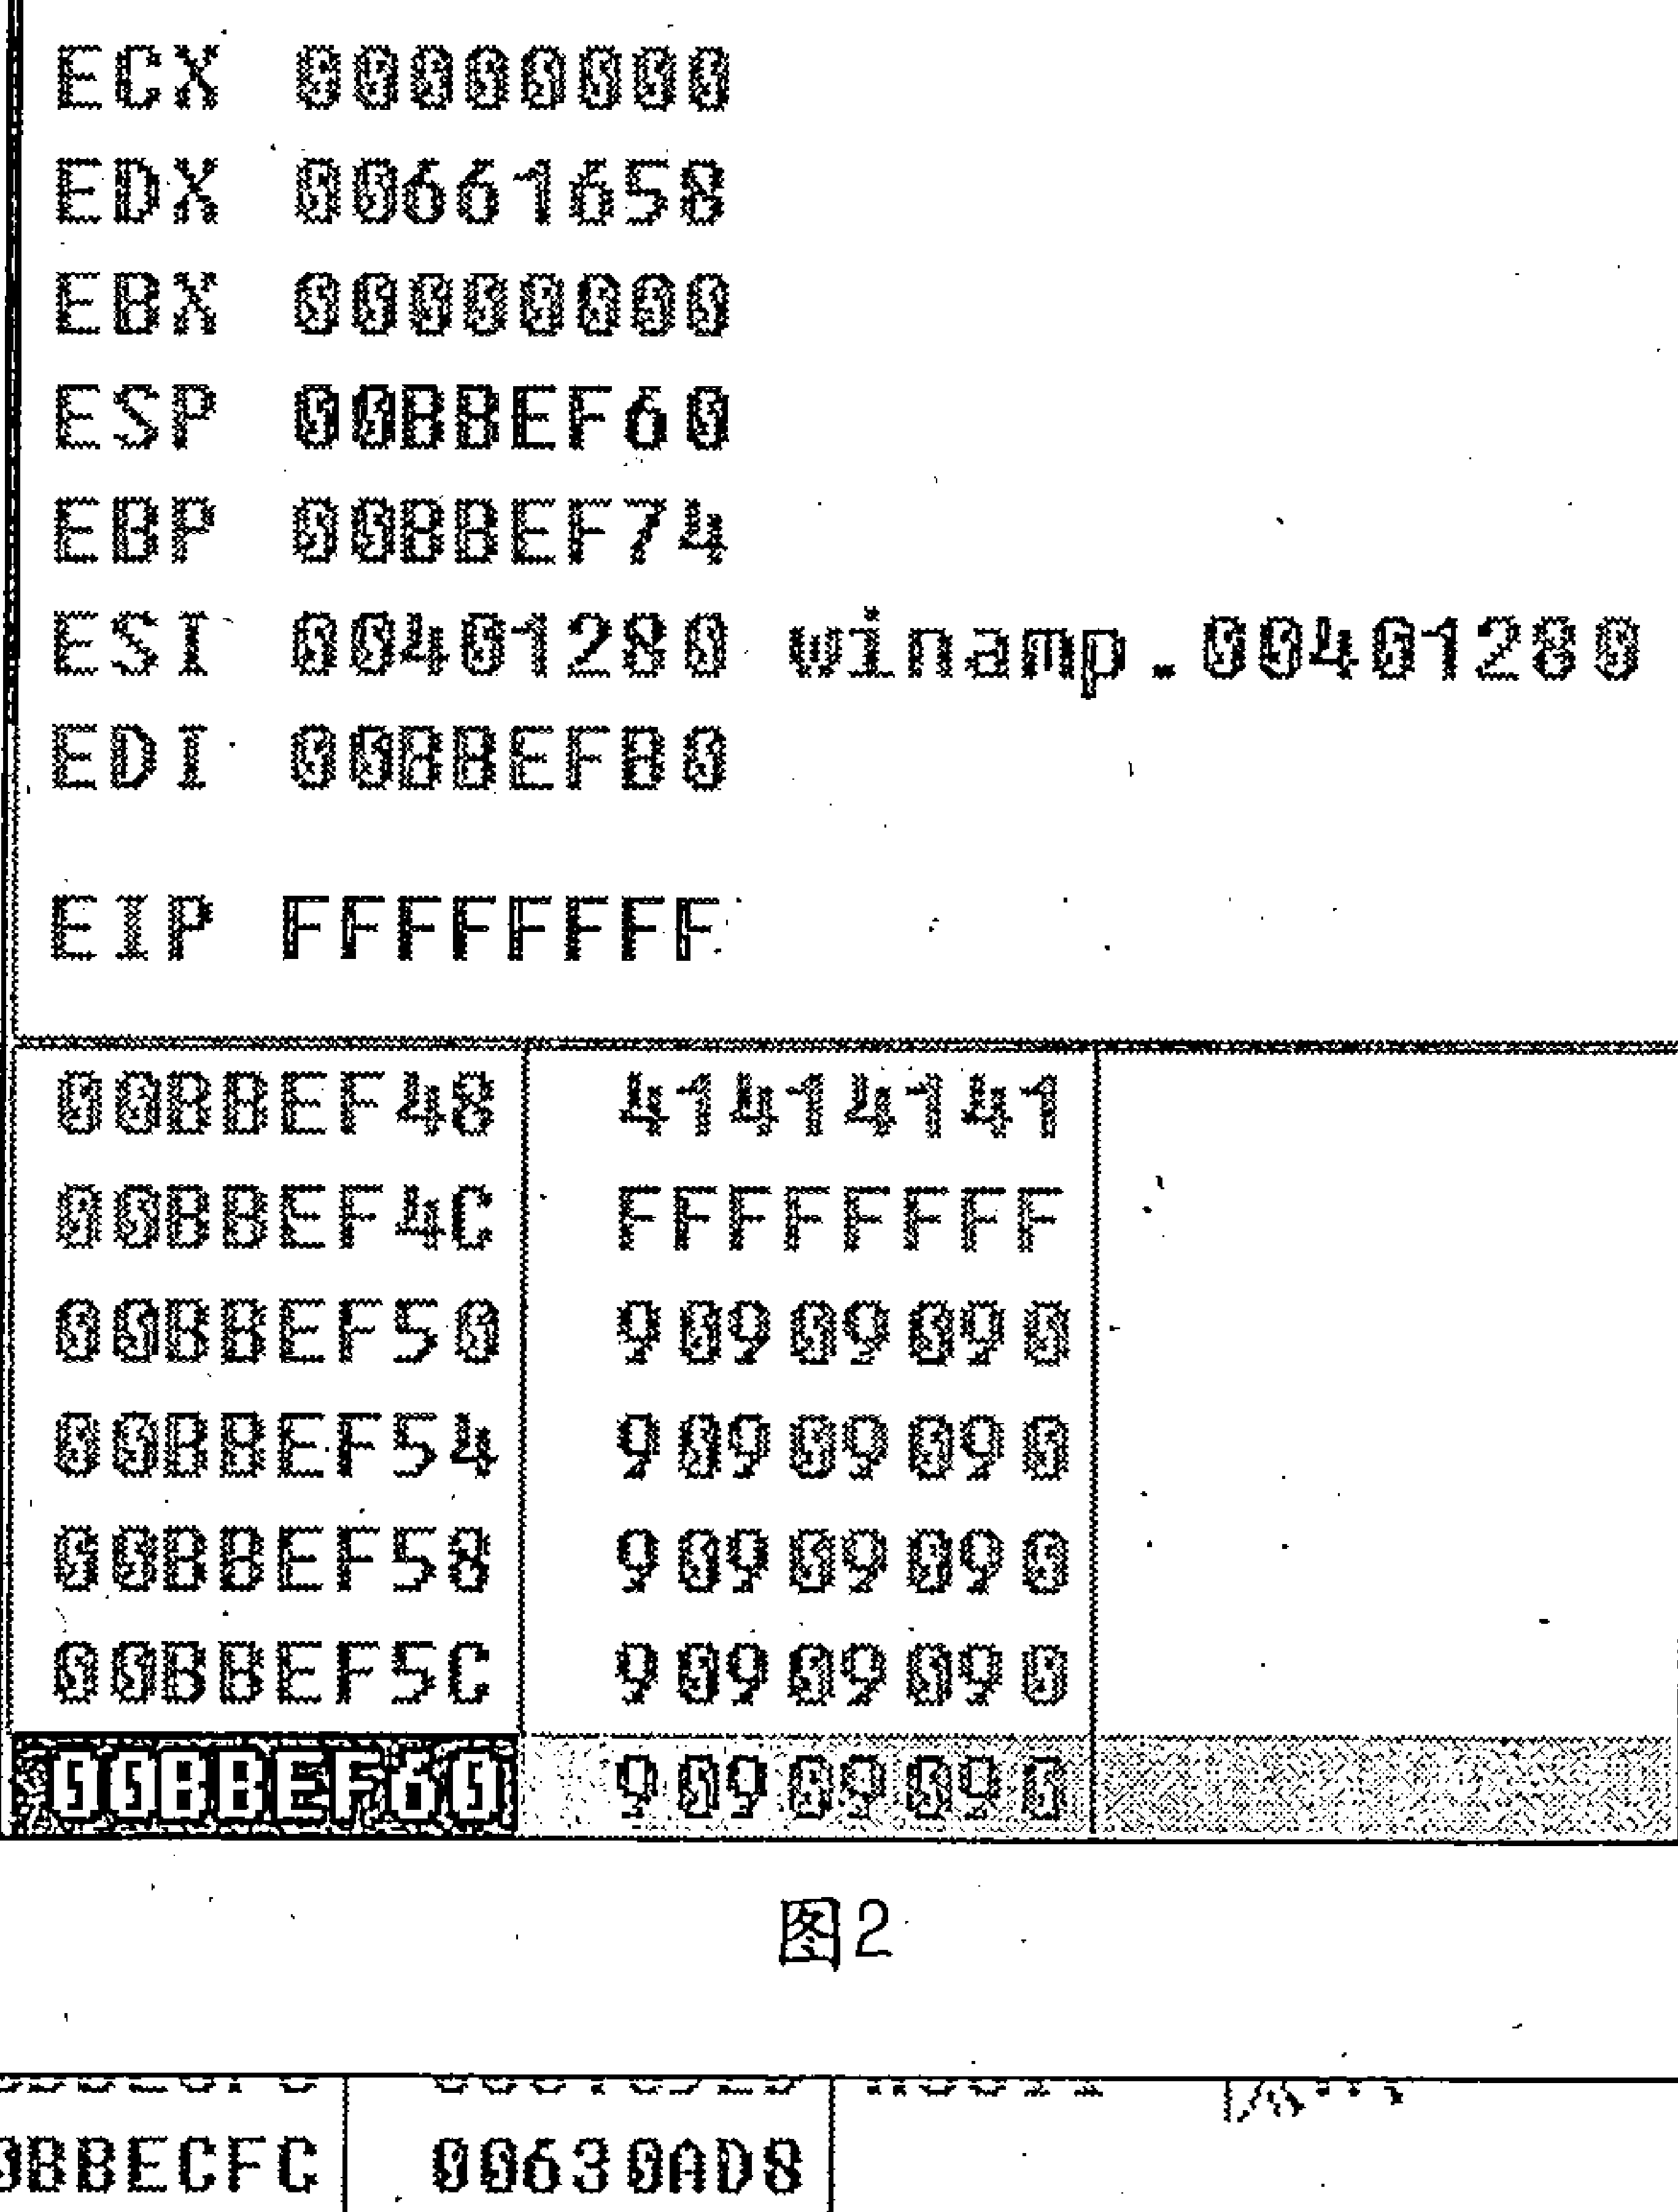 ECX 00000000
EDX 00661658
EBX 00000000
ESP 00BBEF60
EBP 00BBEF74
ESI 00401280 winamp.00401280
EDI 00BBEFB0
EIP FFFFFFFF
00BBEF48 41414141
00BBEF4C FFFFFFFF
00BBEF50 90909090
00BBEF54 90909090
00BBEF58 90909090
00BBEF5C 90909090
00BBEF60 90909090
图2
0BBECFC 00630AD8